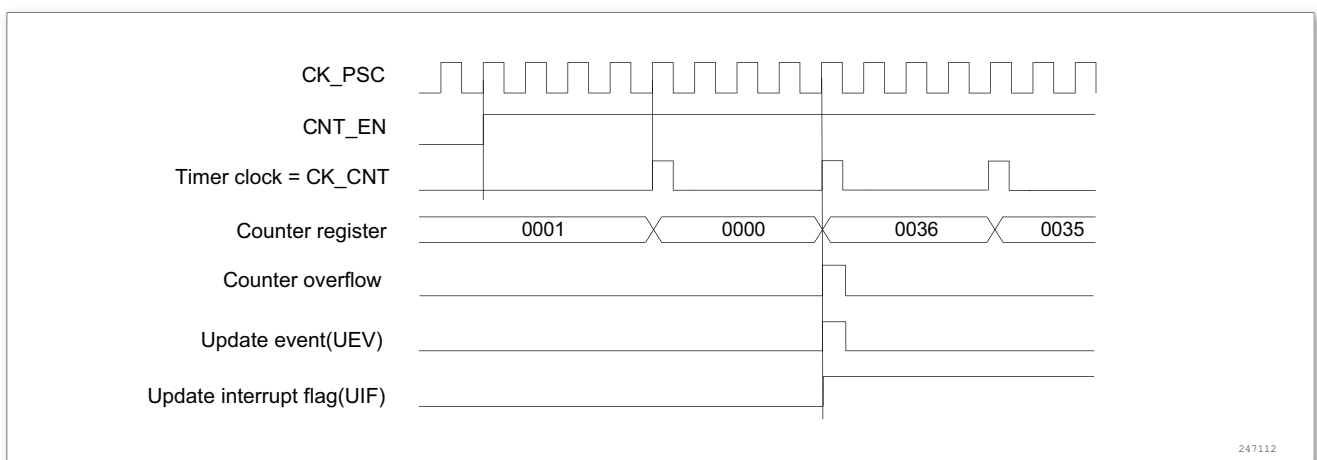 CK_PSC
CNT_EN
Timer clock = CK_CNT
Counter register 0001 0000 0036 0035
Counter overflow
Update event(UEV)
Update interrupt flag(UIF)
247112